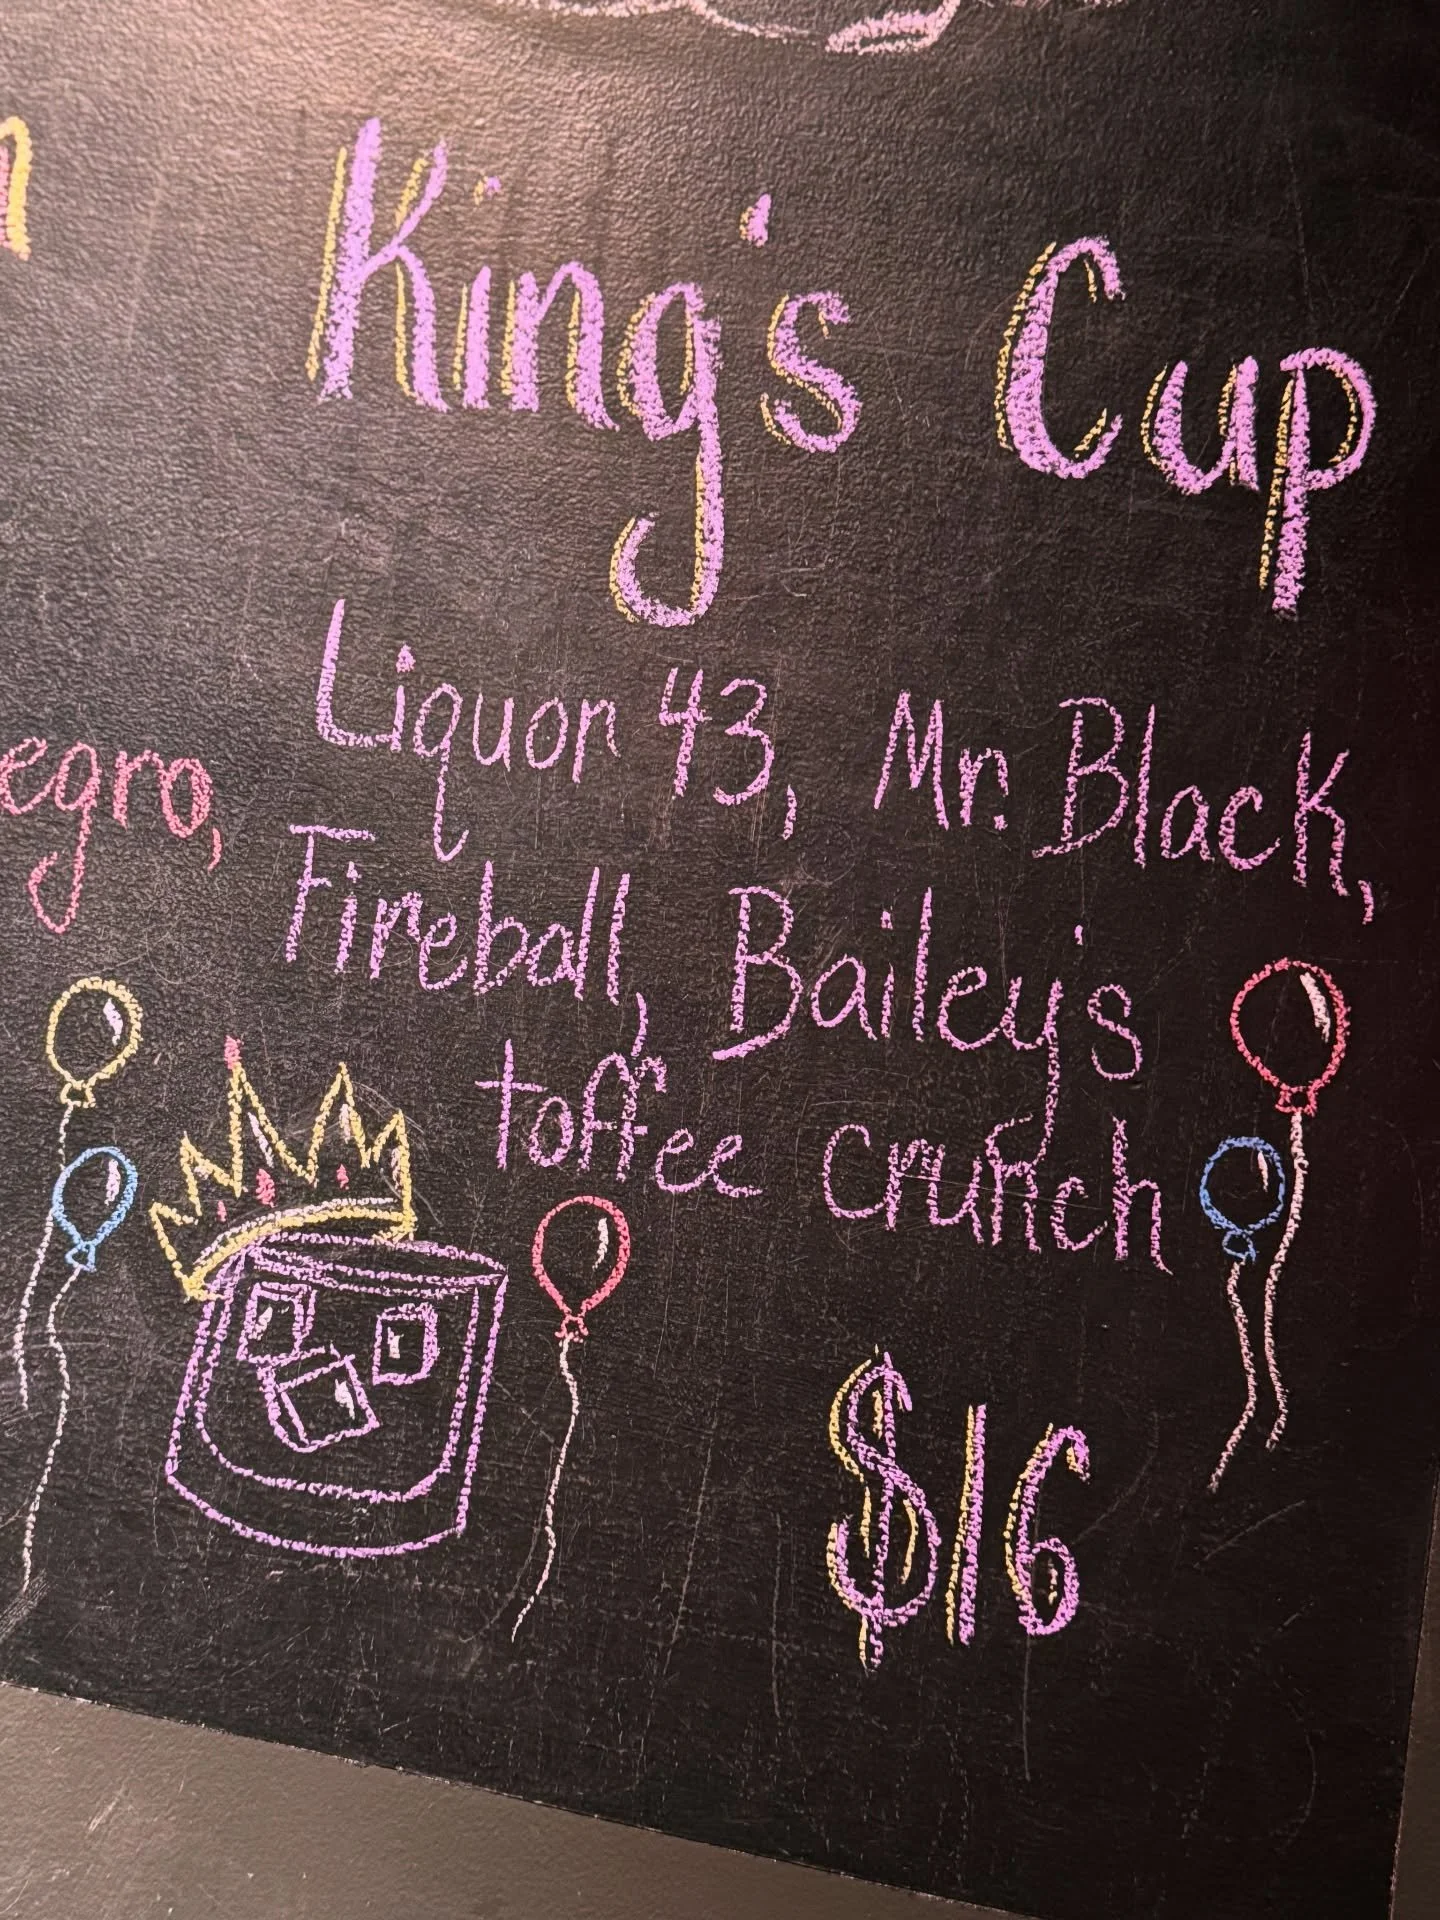 n
King's Cup
Liquor 43, Mr. Black,
egro,
Fireball, Bailey's
toffee crunch
$16